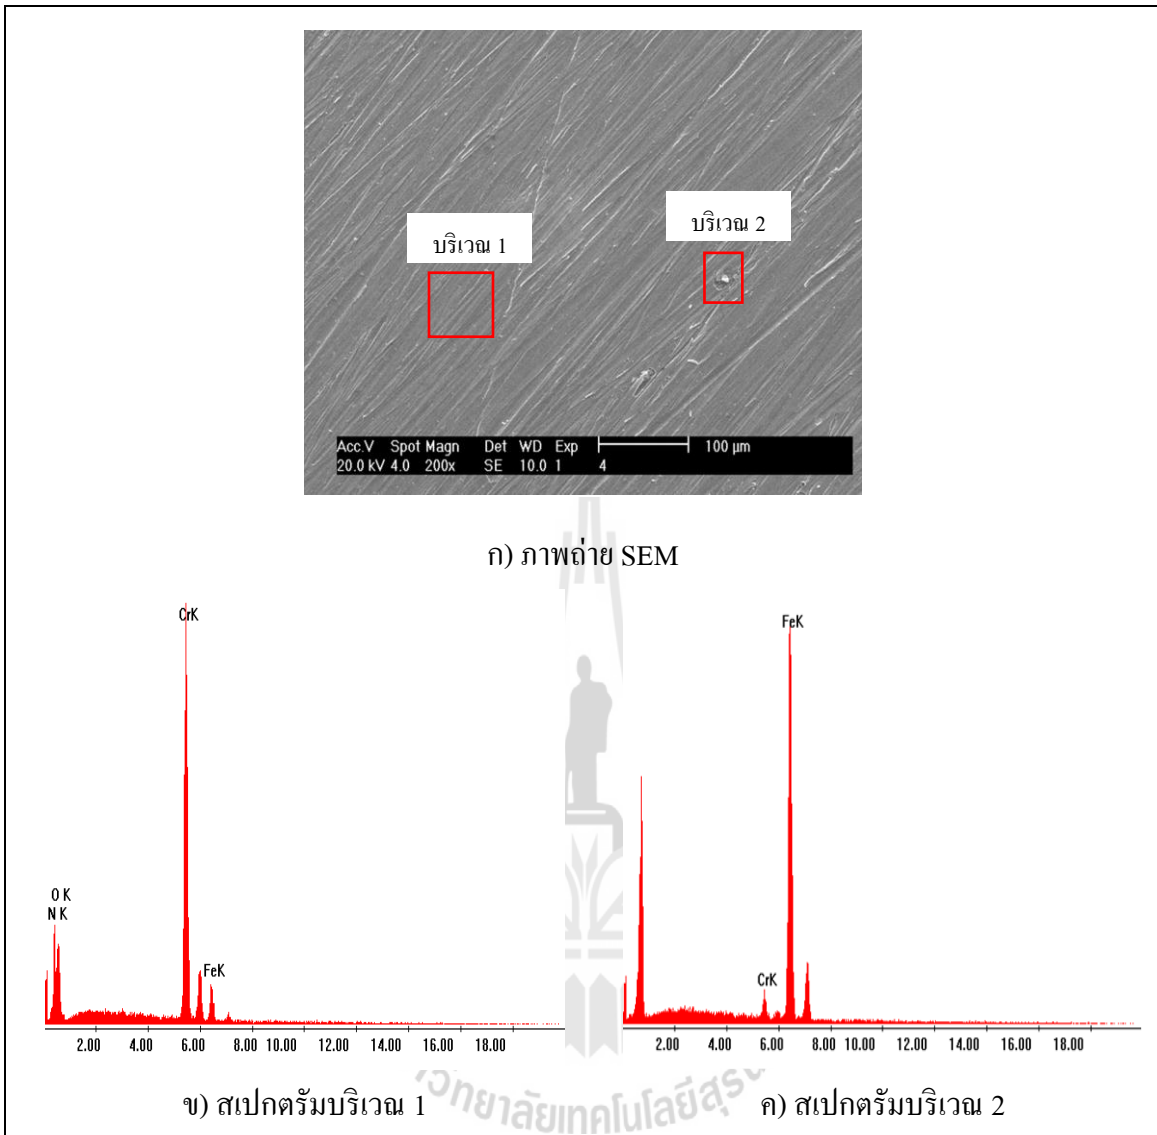 บริเวณ 1
บริเวณ 2
Acc.V Spot Magn Det WD Exp 100 µm
20.0 kV 4.0 200x SE 10.0 1 4
ก) ภาพถ่าย SEM
CrK
O K
N K
FeK
2.00 4.00 6.00 8.00 10.00 14.00 16.00 18.00
FeK
CrK
2.00 4.00 6.00 8.00 10.00 14.00 16.00 18.00
ข) สเปกตรัมบริเวณ 1
ค) สเปกตรัมบริเวณ 2
วิทยาลัยเทคโนโลยีสุร